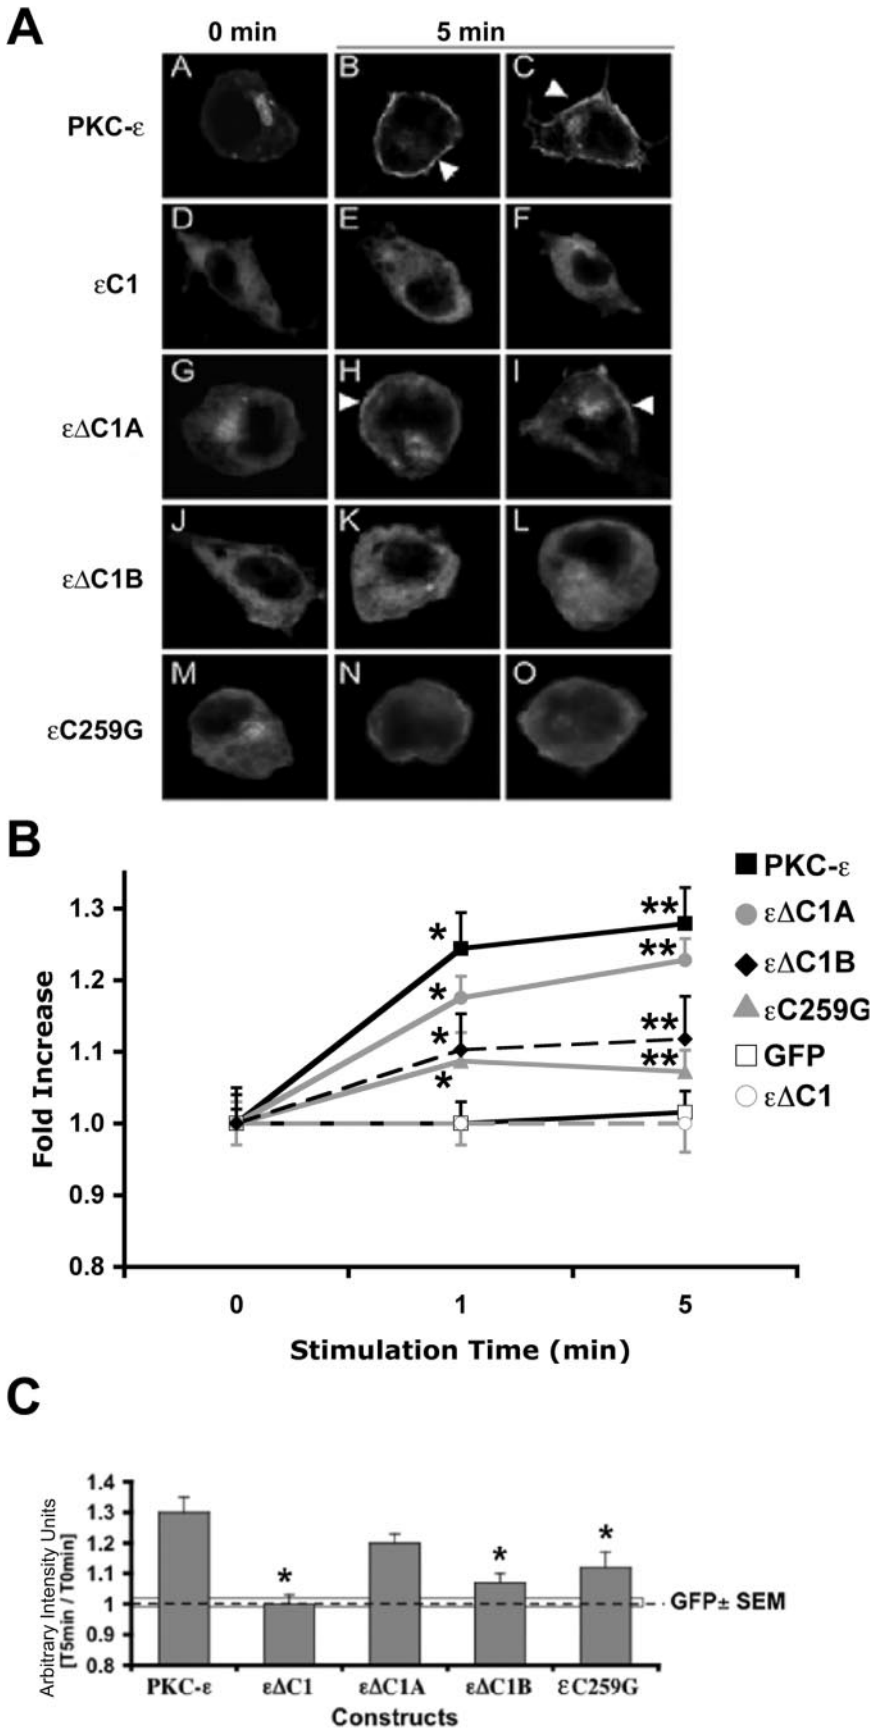 A
0 min 5 min
A B C
PKC-ε
D E F
εC1
G H I
εΔC1A
J K L
εΔC1B
M N O
εC259G
B
1.3
1.2
1.1
1.0
0.9
0.8
Fold Increase
* **
* **
* **
* **
0 1 5
Stimulation Time (min)
PKC-ε
εΔC1A
εΔC1B
εC259G
GFP
εΔC1
C
1.4
1.3
1.2
1.1
1
0.9
0.8
Arbitrary Intensity Units
[T5min / T0min]
* * *
GFP± SEM
PKC-ε εΔC1 εΔC1A εΔC1B εC259G
Constructs